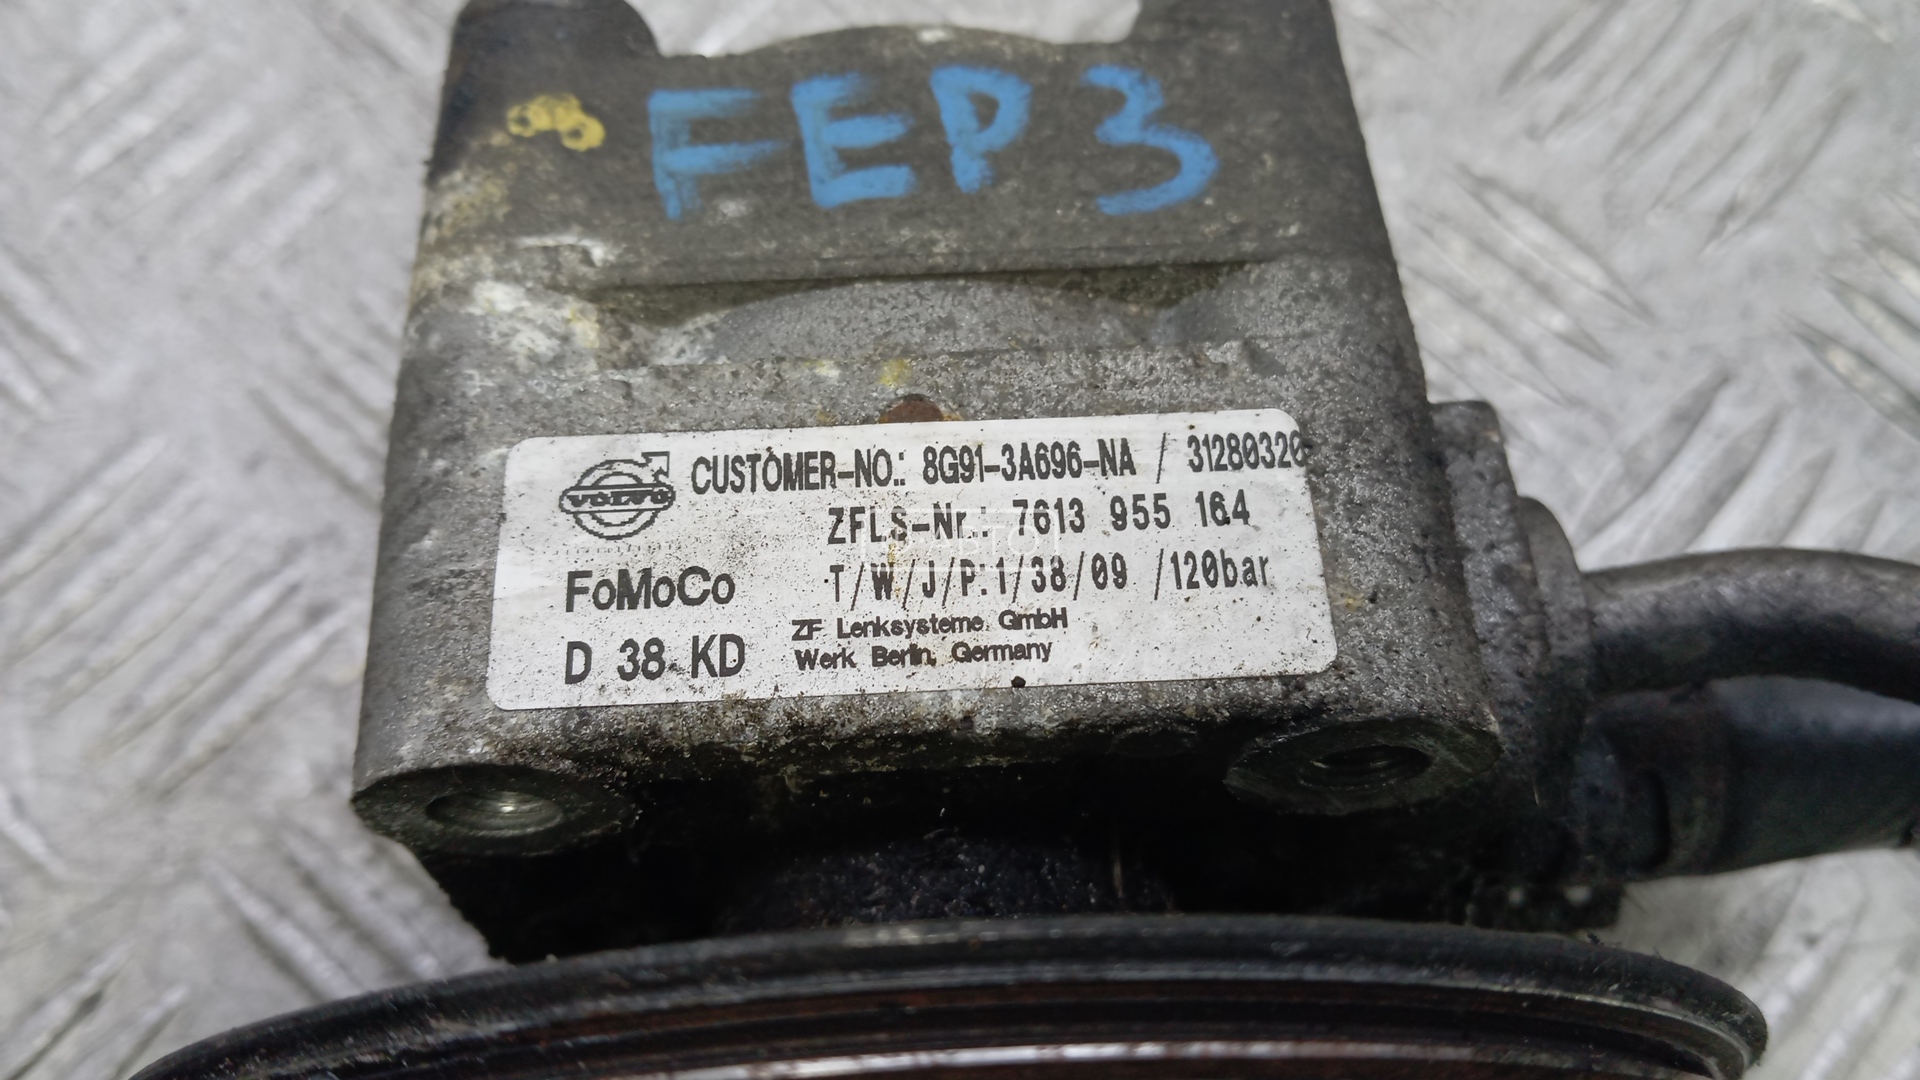 FEP3
VOLVO
CUSTOMER-NO.: 8G91-3A696-NA / 31280320
ZFLS-Nr.: 7613 955 164
FoMoCo
T/W/J/P:1/38/09 /120bar
D 38 KD
ZF Lenksysteme GmbH
Werk Berlin, Germany